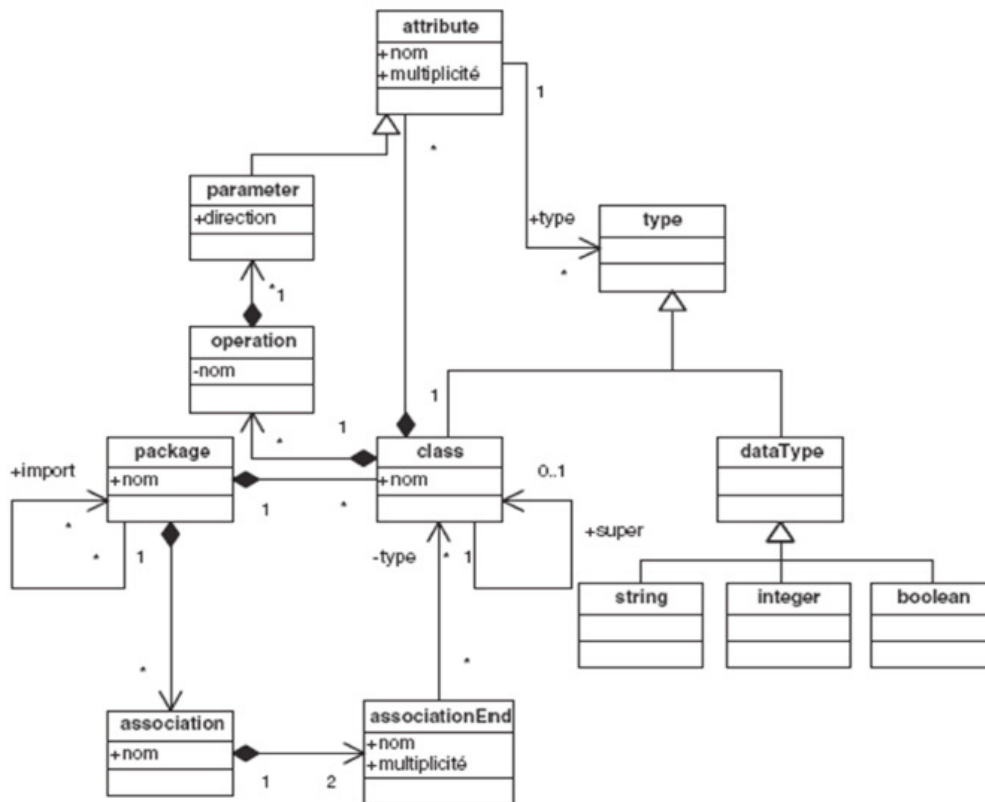 attribute
+nom
+multiplicité
1
*
parameter
+direction
+type
*
type
*
1
operation
-nom
1
1
*
package
+nom
class
+nom
0..1
dataType
+import
1
*
*
*
1
-type
*
1
+super
string
integer
boolean
*
*
association
+nom
1
2
associationEnd
+nom
+multiplicité